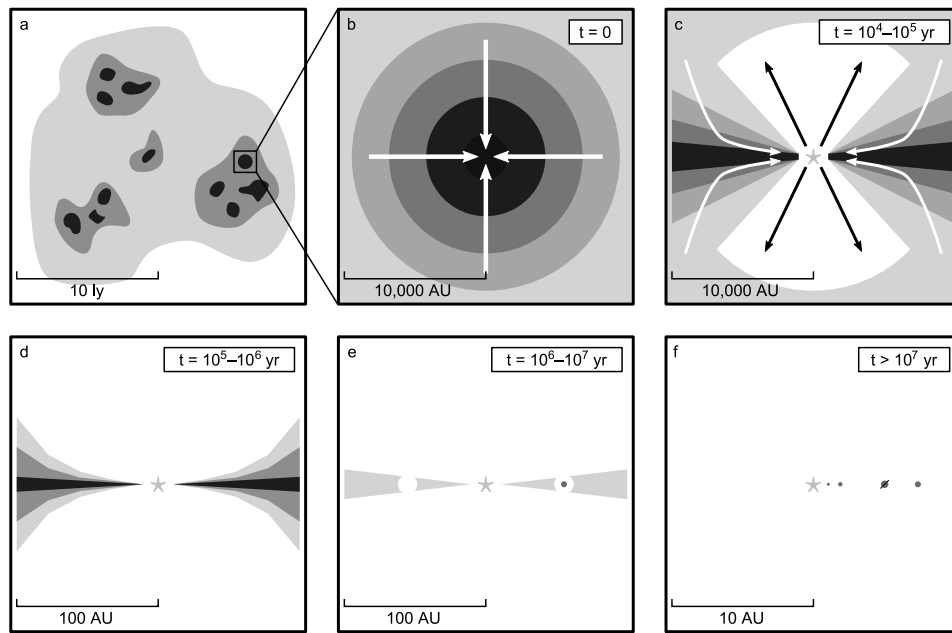 a
10 ly
b
t = 0
10,000 AU
c
t = 10⁴–10⁵ yr
10,000 AU
d
t = 10⁵–10⁶ yr
100 AU
e
t = 10⁶–10⁷ yr
100 AU
f
t > 10⁷ yr
10 AU